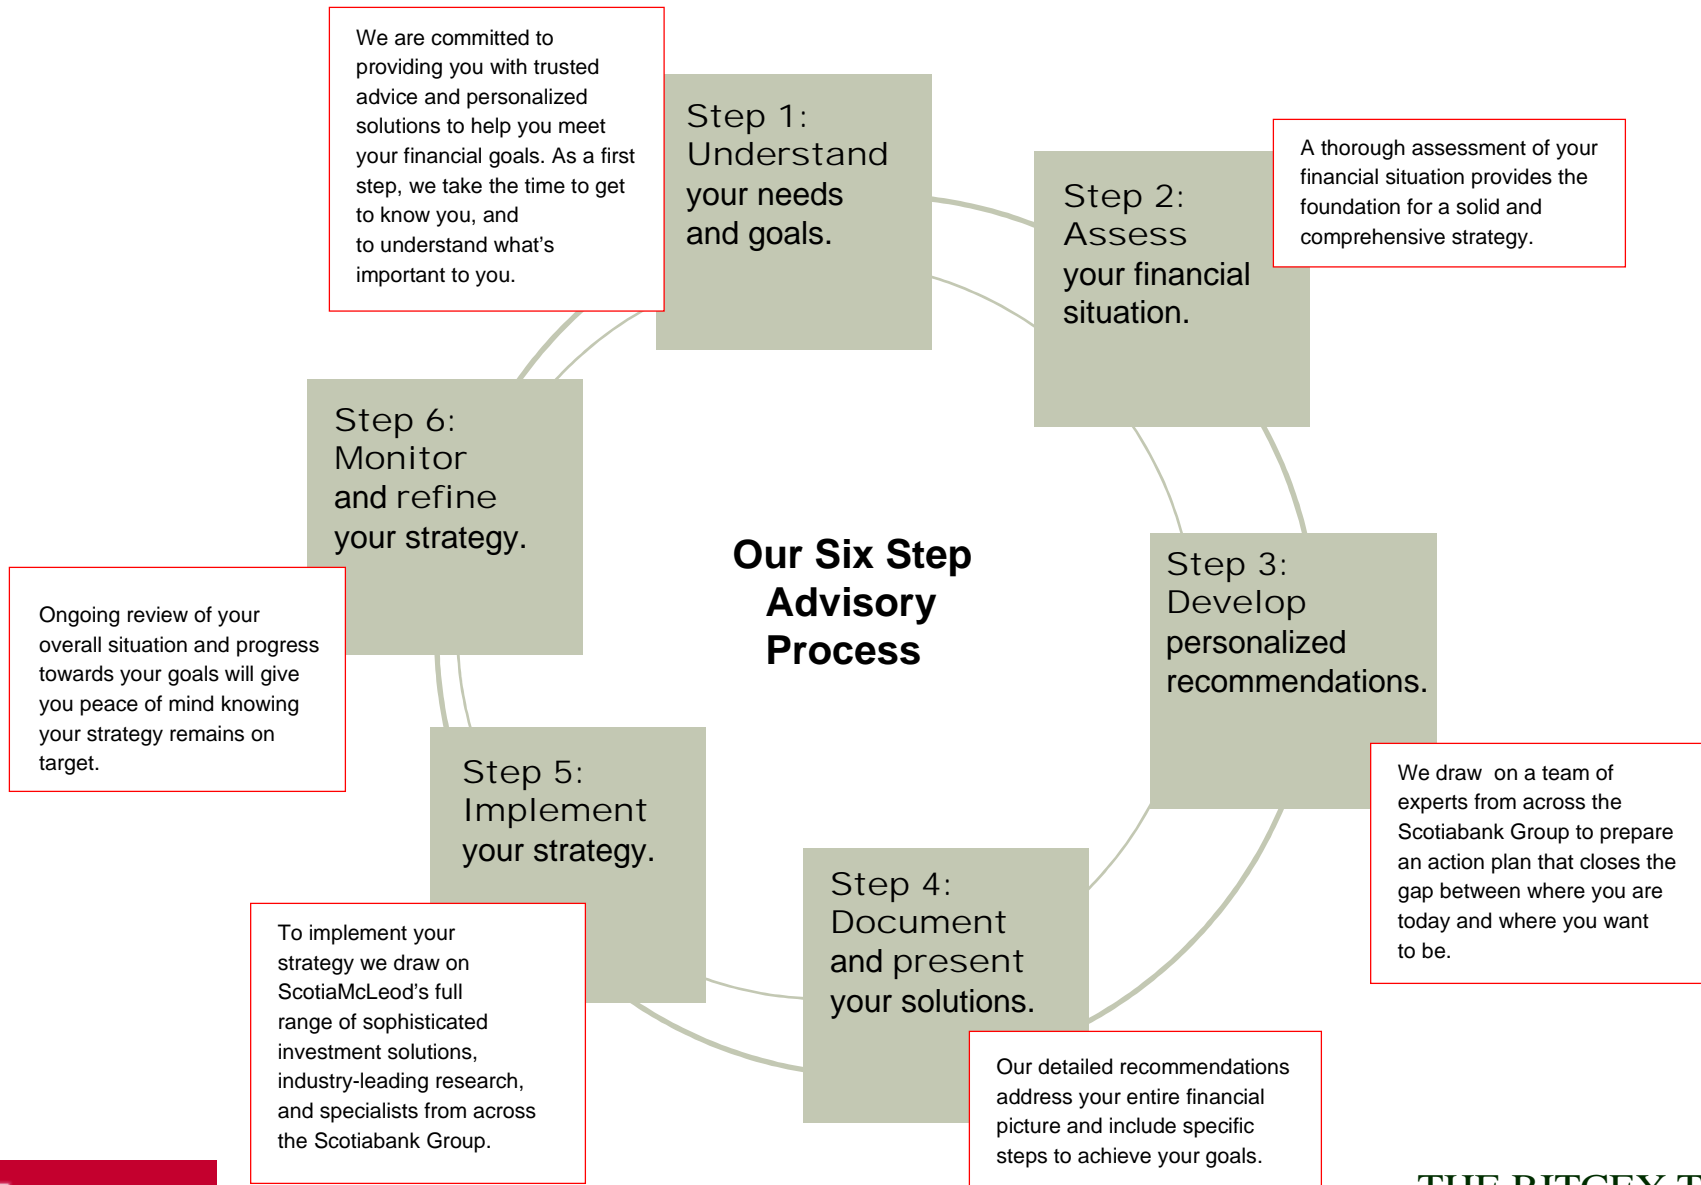 We are committed to
providing you with trusted
advice and personalized
solutions to help you meet
your financial goals. As a first
step, we take the time to get
to know you, and
to understand what's
important to you.
Step 1:
Understand
your needs
and goals.
Step 2:
Assess
your financial
situation.
A thorough assessment of your
financial situation provides the
foundation for a solid and
comprehensive strategy.
Our Six Step
Advisory
Process
Step 3:
Develop
personalized
recommendations.
We draw  on a team of
experts from across the
Scotiabank Group to prepare
an action plan that closes the
gap between where you are
today and where you want
to be.
Step 4:
Document
and present
your solutions.
Our detailed recommendations
address your entire financial
picture and include specific
steps to achieve your goals.
Step 5:
Implement
your strategy.
To implement your
strategy we draw on
ScotiaMcLeod’s full
range of sophisticated
investment solutions,
industry-leading research,
and specialists from across
the Scotiabank Group.
Step 6:
Monitor
and refine
your strategy.
Ongoing review of your
overall situation and progress
towards your goals will give
you peace of mind knowing
your strategy remains on
target.
THE